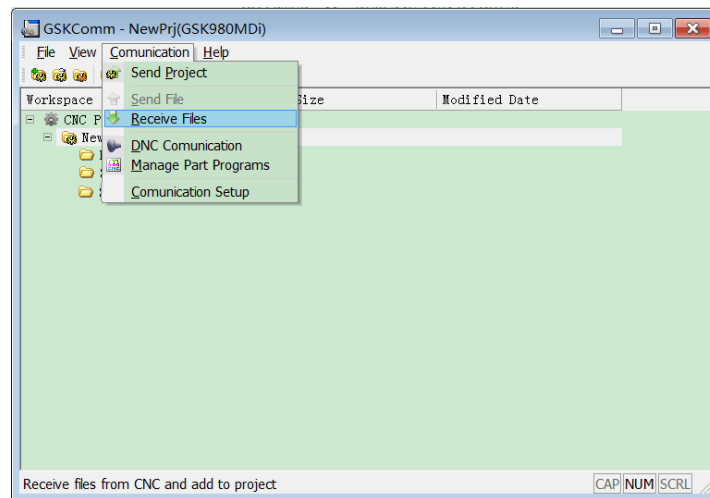 GSKComm - NewPrj(GSK980MDi)
File View Comunication Help
Send Project
Workspace Size Modified Date
Send File
CNC P
Receive Files
New
DNC Comunication
Manage Part Programs
Comunication Setup
Receive files from CNC and add to project CAP NUM SCRL